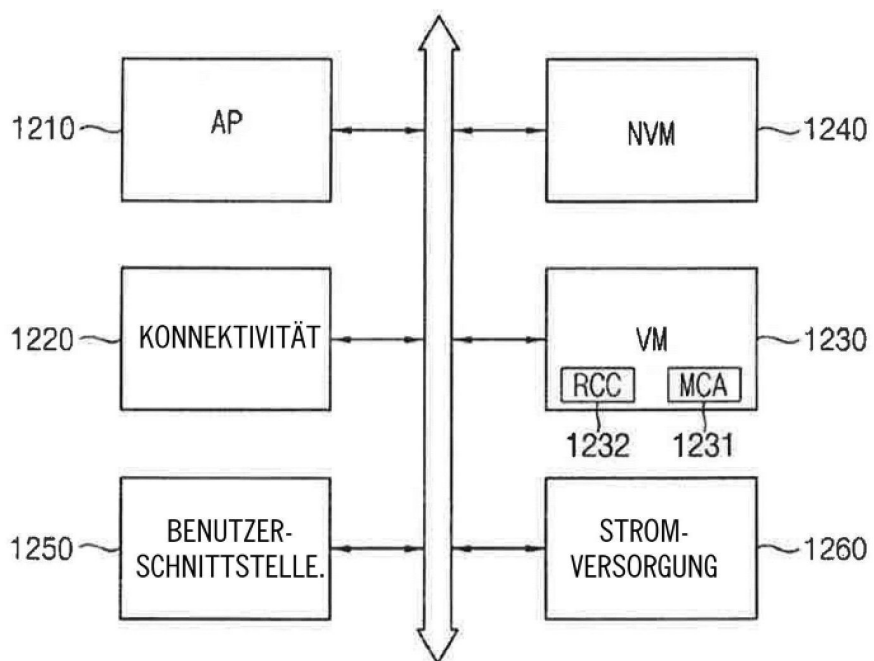 1210
AP
NVM
1240
1220
KONNEKTIVITÄT
VM
1230
RCC
MCA
1232
1231
1250
BENUTZER-
SCHNITTSTELLE.
STROM-
VERSORGUNG
1260